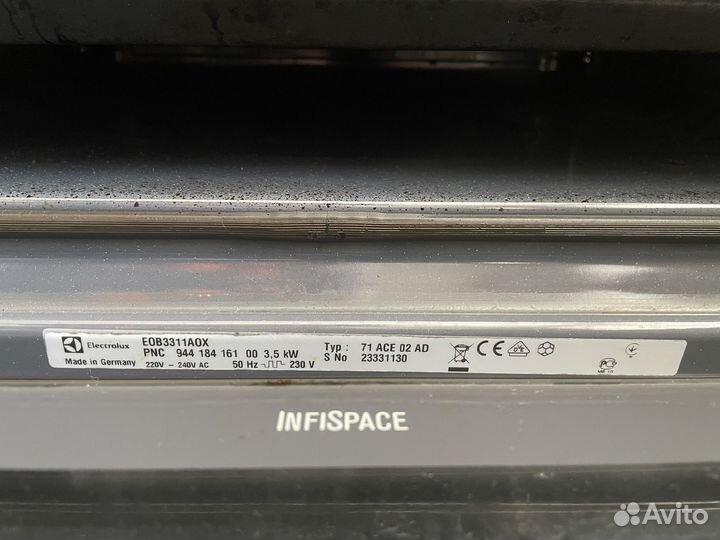 Electrolux
Made in Germany
EOB3311AOX
PNC 944 184 161 00 3,5 kW
220V - 240V AC 50 Hz 230 V
Typ : 71 ACE 02 AD
S No 23331130
CE
INFISPACE
Avito